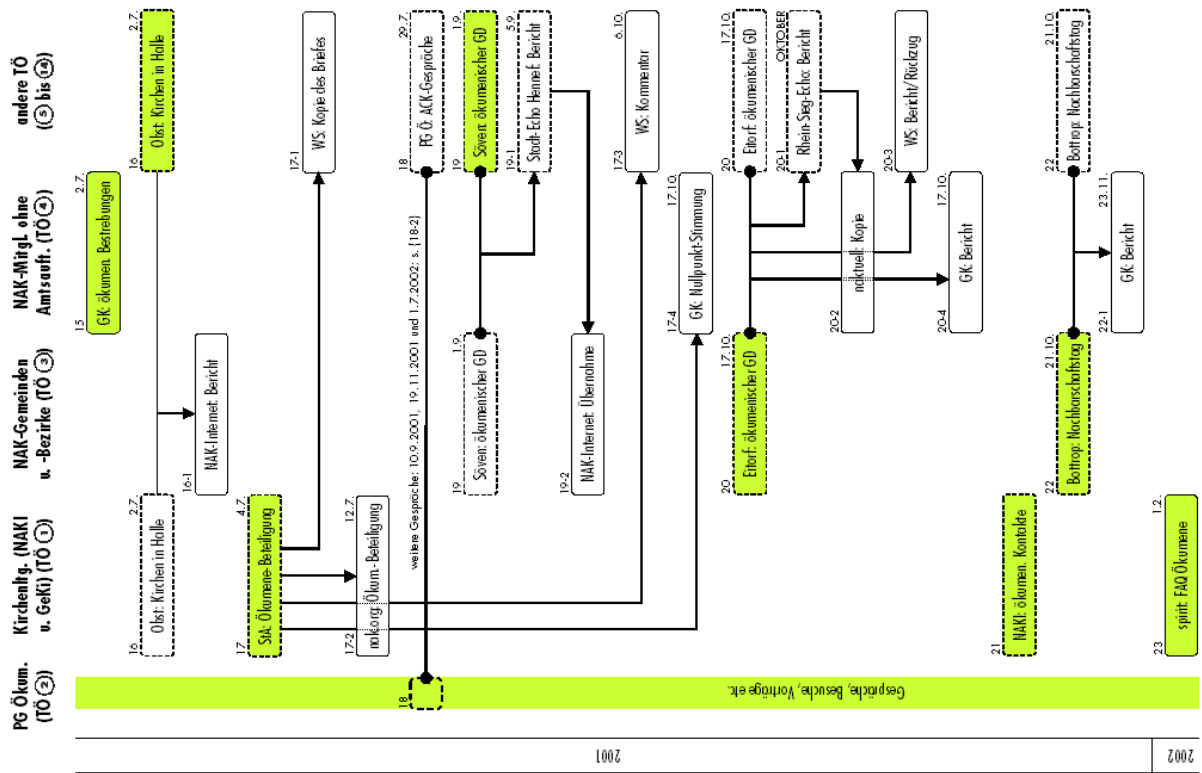 PG Ökum.
(TÖ ②)
Kirchenltg. (NAKI
u. GeKi) (TÖ ①)
NAK-Gemeinden
u. -Bezirke (TÖ ③)
NAK-Mitgl. ohne
Amtsauft. (TÖ ④)
andere TÖ
(⑤ bis ⑭)
15
2.7.
GK: ökumen. Bestrebungen
16
2.7.
Obst: Kirchen in Holle
16
2.7.
Obst: Kirchen in Holle
16-1
NAK-Internet: Bericht
17
4.7.
StA: Ökumene-Beteiligung
17-1
WS: Kopie des Briefes
17-2
12.7.
nak.org: Ökum.-Beteiligung
18
18
29.7.
PG Ö: ACK-Gespräche
weitere Gespräche: 10.9.2001, 19.11.2001 und 1.7.2002; s. [18-2]
19
1.9.
Söven: ökumenischer GD
19
1.9.
Söven: ökumenischer GD
19-1
5.9.
Stadt-Echo Hennef: Bericht
19-2
NAK-Internet: Übernahme
17-3
6.10.
WS: Kommentar
17-4
17.10.
GK: Nullpunkt-Stimmung
20
17.10.
Eitorf: ökumenischer GD
20
17.10.
Eitorf: ökumenischer GD
20-1
OKTOBER
Rhein-Sieg-Echo: Bericht
20-2
naktuell: Kopie
20-3
WS: Bericht/Rückzug
20-4
17.10.
GK: Bericht
21
NAKI: ökumen. Kontakte
22
21.10.
Bottrop: Nachbarschaftstag
22
21.10.
Bottrop: Nachbarschaftstag
22-1
23.11.
GK: Bericht
23
1.2.
spirit: FAQ Ökumene
Gespräche, Besuche, Vorträge etc.
2001
2002